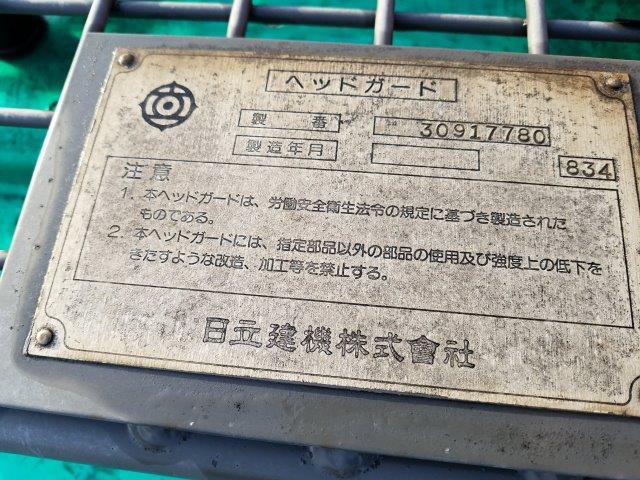 ヘッドガード
製番 30917780
製造年月 834
注意
1. 本ヘッドガードは、労働安全衛生法令の規定に基づき製造された
ものである。
2. 本ヘッドガードには、指定部品以外の部品の使用及び強度上の低下を
きたすような改造、加工等を禁止する。
日立建機株式會社